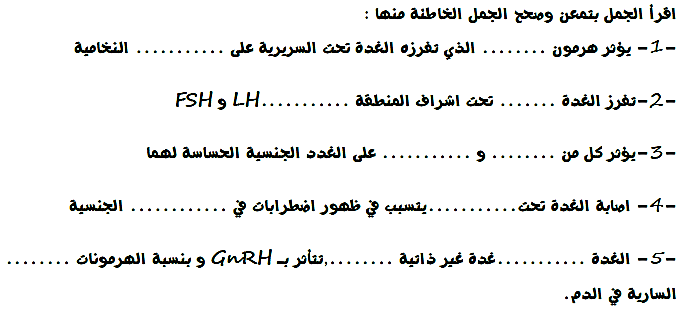 اقرأ الجمل بتمعن وصحح الجمل الخاطئة منها :
-1- يؤثر هرمون ........ الذي تفرزه الغدة تحت السريرية على ........... النخامية
-2-تفرز الغدة ....... تحت اشراف المنطقة ...........LH و FSH
-3-يؤثر كل من ........ و ........... على الغدد الجنسية الحساسة لهما
-4- اصابة الغدة تحت...........يتسبب في ظهور اضطرابات في ............ الجنسية
-5- الغدة ...........غدة غير ذاتية ........,تتأثر بـ GnRH و بنسبة الهرمونات ........
السارية في الدم.